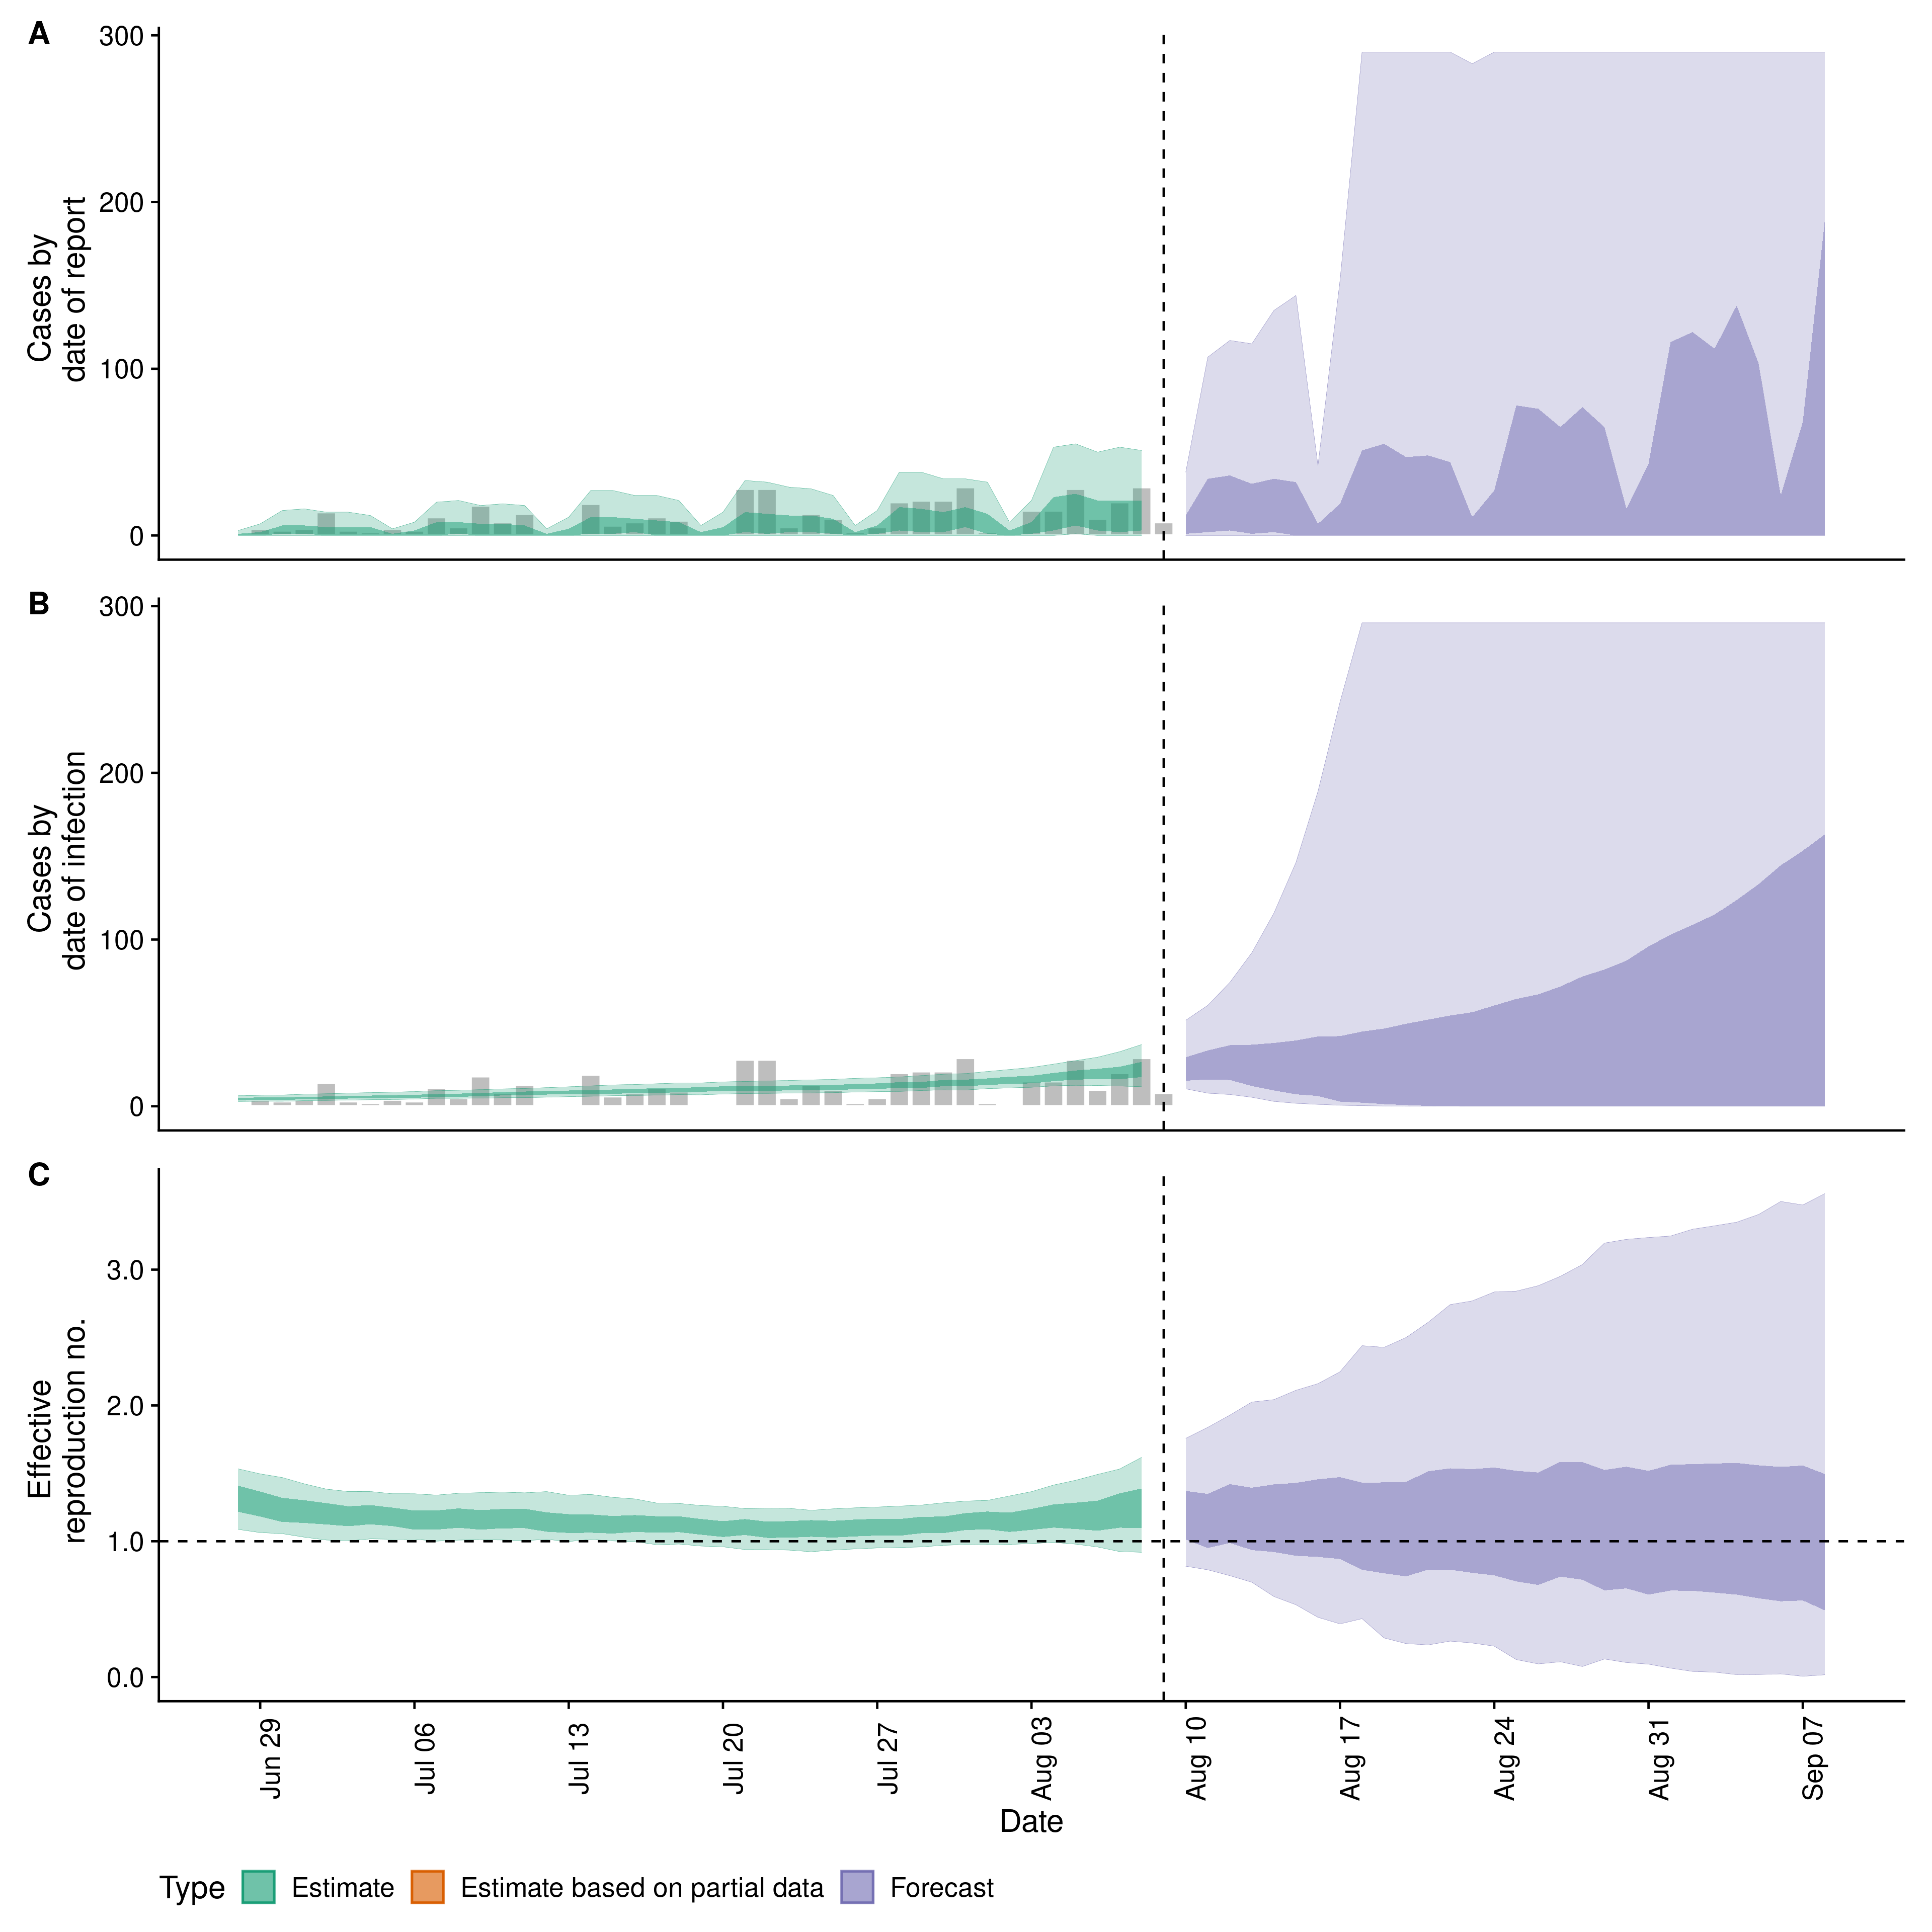 A
300
200
100
0
Cases by
date of report
B
300
200
100
0
Cases by
date of infection
C
3.0
2.0
1.0
0.0
Effective
reproduction no.
Jun 29
Jul 06
Jul 13
Jul 20
Jul 27
Aug 03
Aug 10
Aug 17
Aug 24
Aug 31
Sep 07
Date
Type Estimate Estimate based on partial data Forecast